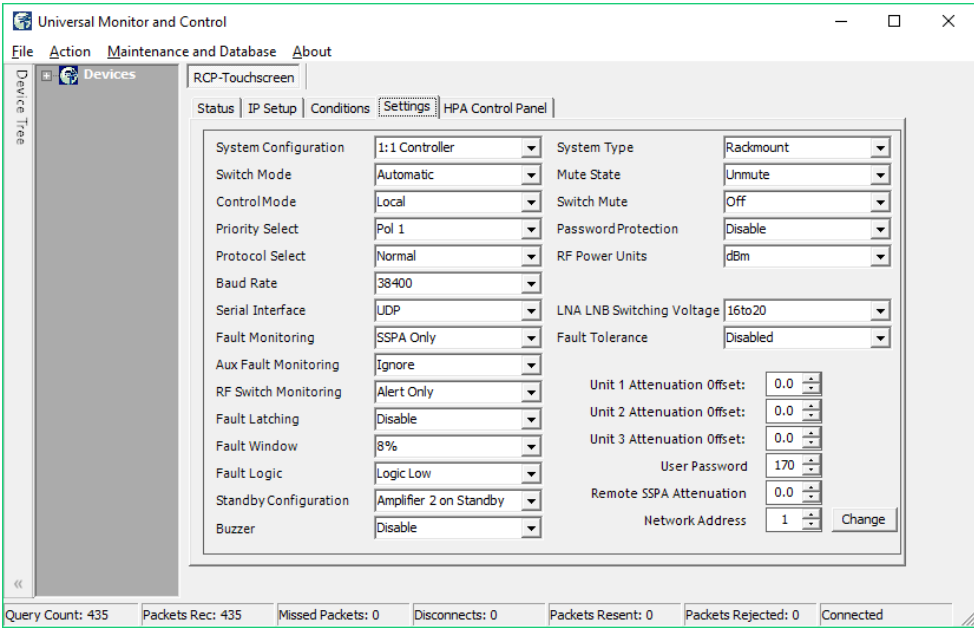 Universal Monitor and Control
File Action Maintenance and Database About
Device Tree
Devices
RCP-Touchscreen
Status IP Setup Conditions Settings HPA Control Panel
System Configuration 1:1 Controller System Type Rackmount
Switch Mode Automatic Mute State Unmute
Control Mode Local Switch Mute Off
Priority Select Pol 1 Password Protection Disable
Protocol Select Normal RF Power Units dBm
Baud Rate 38400
Serial Interface UDP LNA LNB Switching Voltage 16to20
Fault Monitoring SSPA Only Fault Tolerance Disabled
Aux Fault Monitoring Ignore
RF Switch Monitoring Alert Only Unit 1 Attenuation Offset: 0.0
Fault Latching Disable Unit 2 Attenuation Offset: 0.0
Fault Window 8% Unit 3 Attenuation Offset: 0.0
Fault Logic Logic Low User Password 170
Standby Configuration Amplifier 2 on Standby Remote SSPA Attenuation 0.0
Buzzer Disable Network Address 1 Change
Query Count: 435 Packets Rec: 435 Missed Packets: 0 Disconnects: 0 Packets Resent: 0 Packets Rejected: 0 Connected